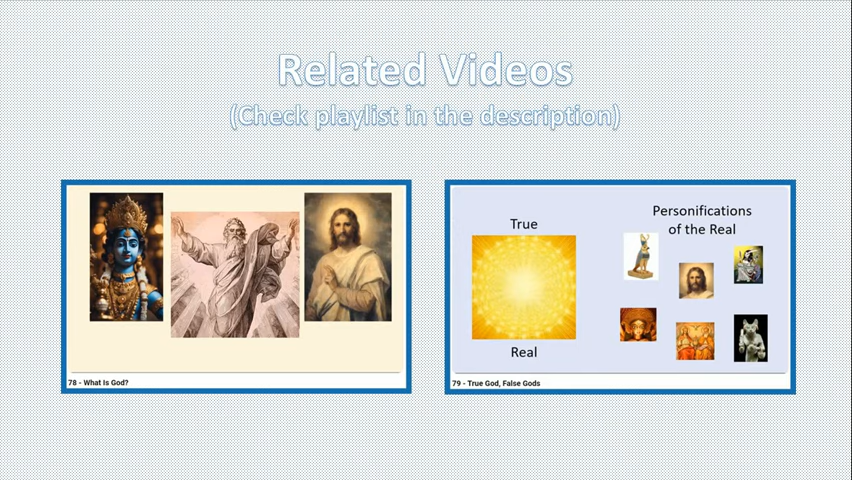 Related Videos
(Check playlist in the description)
True
Personifications
of the Real
Real
78 - What Is God?
79 - True God, False Gods